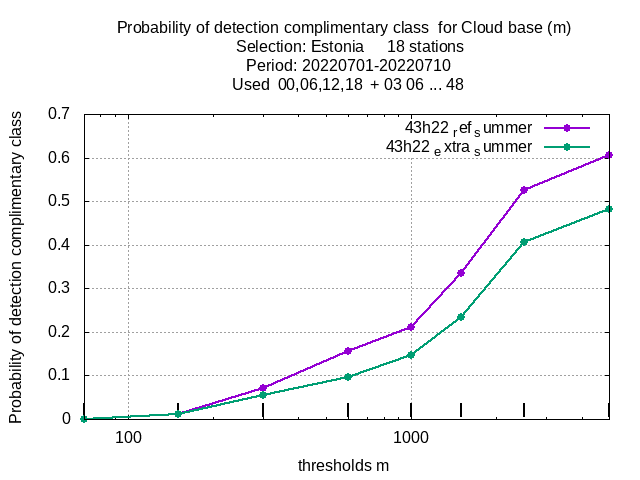 Probability of detection complimentary class for Cloud base (m)
Selection: Estonia 18 stations
Period: 20220701-20220710
Used 00,06,12,18 + 03 06 ... 48
Probability of detection complimentary class
0.7
0.6
0.5
0.4
0.3
0.2
0.1
0
43h22 ref summer
43h22 extra summer
100
1000
thresholds m